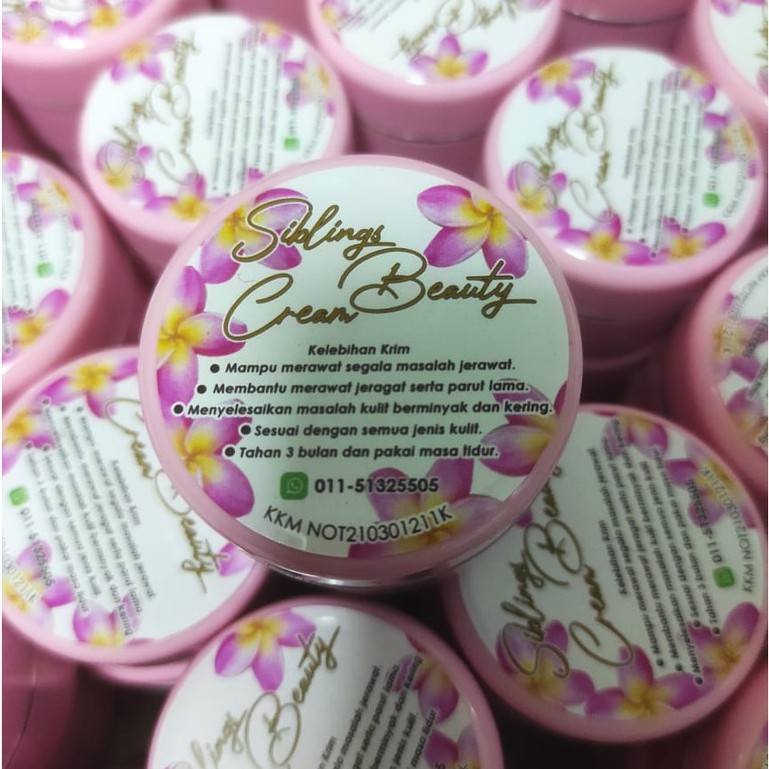 Siblings
Beauty
Cream
Kelebihan Krim
● Mampu merawat segala masalah jerawat.
● Membantu merawat jeragat serta parut lama.
● Menyelesaikan masalah kulit berminyak dan kering.
● Sesuai dengan semua jenis kulit.
● Tahan 3 bulan dan pakai masa tidur.
011-51325505
KKM NOT210301211K